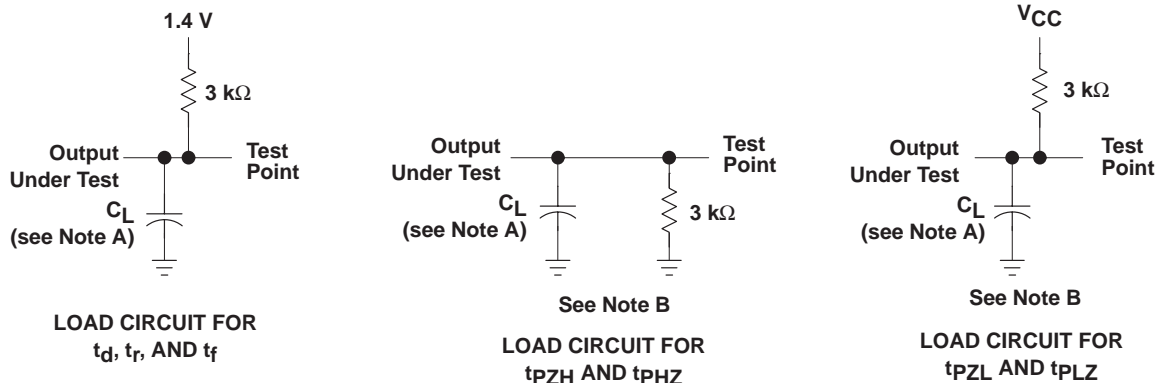 1.4 V
3 kΩ
Output
Under Test
Test
Point
CL
(see Note A)
LOAD CIRCUIT FOR
td, tr, AND tf
Output
Under Test
Test
Point
CL
(see Note A)
3 kΩ
See Note B
LOAD CIRCUIT FOR
tPZH AND tPHZ
VCC
3 kΩ
Output
Under Test
Test
Point
CL
(see Note A)
See Note B
LOAD CIRCUIT FOR
tPZL AND tPLZ